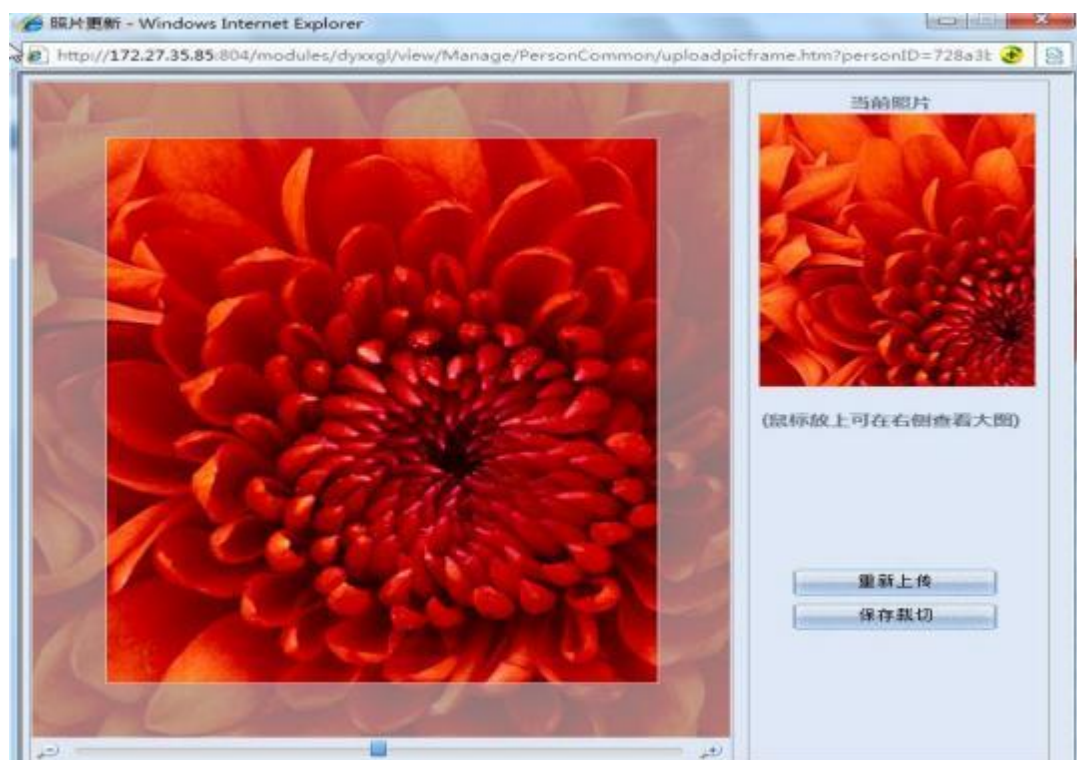 照片更新 - Windows Internet Explorer
http://172.27.35.85:804/modules/dyxxgl/view/Manage/PersonCommon/uploadpicframe.htm?personID=728a3b
当前照片
(鼠标放上可在右侧查看大图)
重新上传
保存裁切